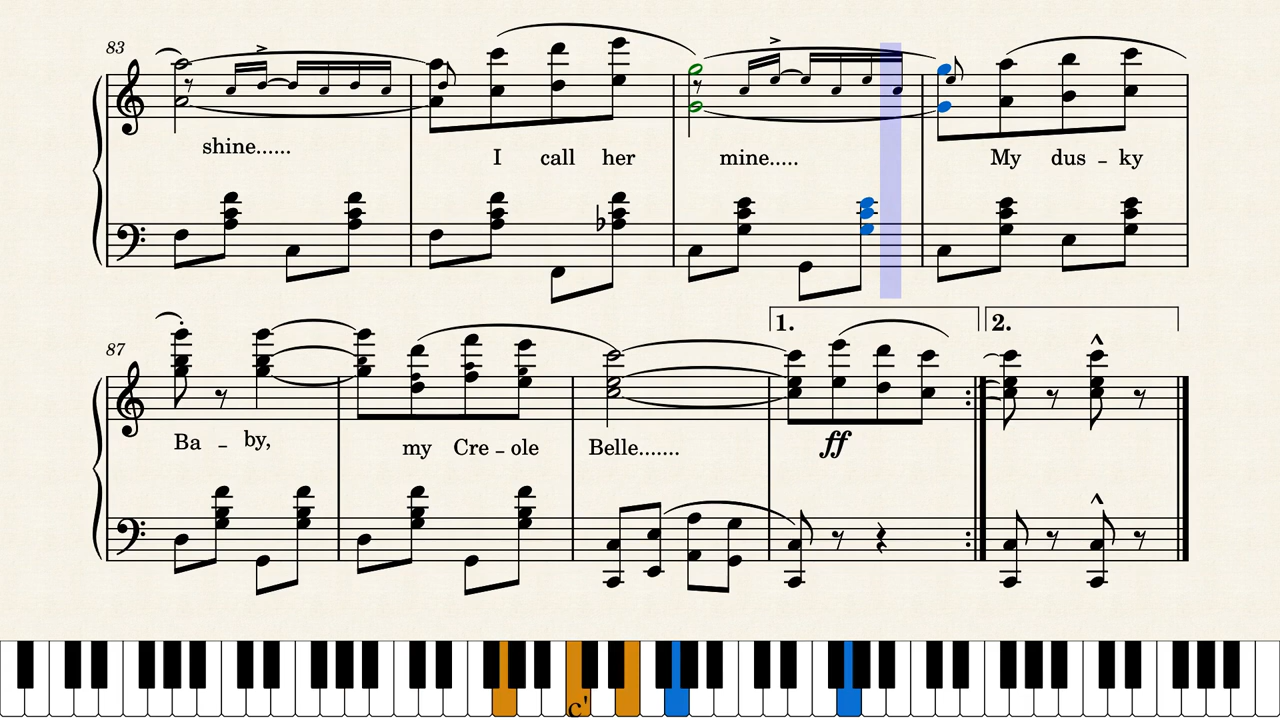 83
shine......
I call her
mine.....
My dus - ky
87
1.
2.
Ba - by,
my Cre - ole
Belle.......
ff
c'